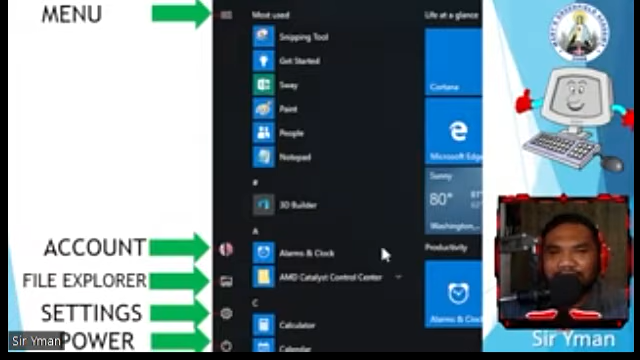 MENU
Most used
Life at a glance
Snipping Tool
Get Started
Sway
Cortana
Paint
People
Microsoft Edge
Notepad
#
Sunny
80°
3D Builder
Washington,
A
ACCOUNT
Productivity
Alarms & Clock
FILE EXPLORER
AMD Catalyst Control Center
C
SETTINGS
Alarms & Clock
Calculator
Sir Yman
POWER
Calendar
Sir Yman